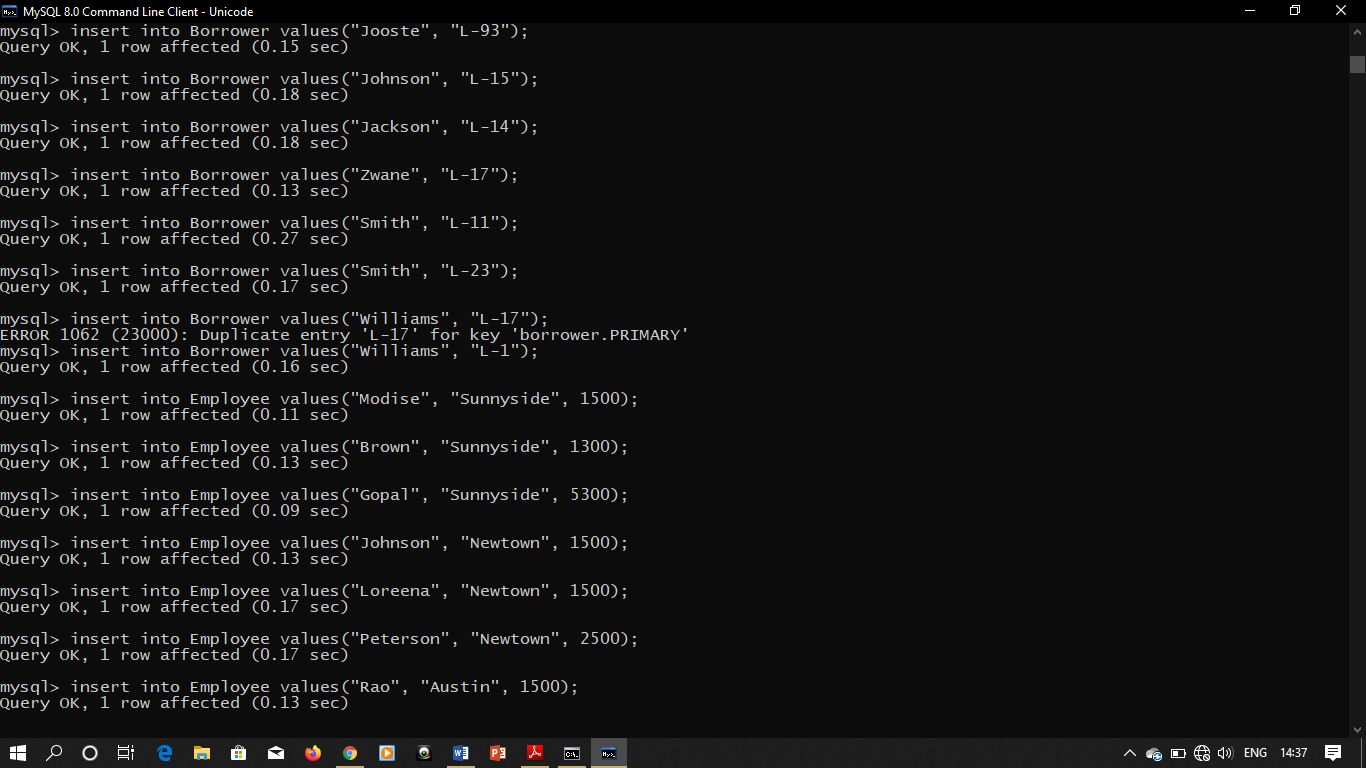 MySQL 8.0 Command Line Client - Unicode
mysql> insert into Borrower values("Jooste", "L-93");
Query OK, 1 row affected (0.15 sec)
mysql> insert into Borrower values("Johnson", "L-15");
Query OK, 1 row affected (0.18 sec)
mysql> insert into Borrower values("Jackson", "L-14");
Query OK, 1 row affected (0.18 sec)
mysql> insert into Borrower values("Zwane", "L-17");
Query OK, 1 row affected (0.13 sec)
mysql> insert into Borrower values("Smith", "L-11");
Query OK, 1 row affected (0.27 sec)
mysql> insert into Borrower values("Smith", "L-23");
Query OK, 1 row affected (0.17 sec)
mysql> insert into Borrower values("Williams", "L-17");
ERROR 1062 (23000): Duplicate entry 'L-17' for key 'borrower.PRIMARY'
mysql> insert into Borrower values("Williams", "L-1");
Query OK, 1 row affected (0.16 sec)
mysql> insert into Employee values("Modise", "Sunnyside", 1500);
Query OK, 1 row affected (0.11 sec)
mysql> insert into Employee values("Brown", "Sunnyside", 1300);
Query OK, 1 row affected (0.13 sec)
mysql> insert into Employee values("Gopal", "Sunnyside", 5300);
Query OK, 1 row affected (0.09 sec)
mysql> insert into Employee values("Johnson", "Newtown", 1500);
Query OK, 1 row affected (0.13 sec)
mysql> insert into Employee values("Loreena", "Newtown", 1500);
Query OK, 1 row affected (0.17 sec)
mysql> insert into Employee values("Peterson", "Newtown", 2500);
Query OK, 1 row affected (0.17 sec)
mysql> insert into Employee values("Rao", "Austin", 1500);
Query OK, 1 row affected (0.13 sec)
ENG 14:37